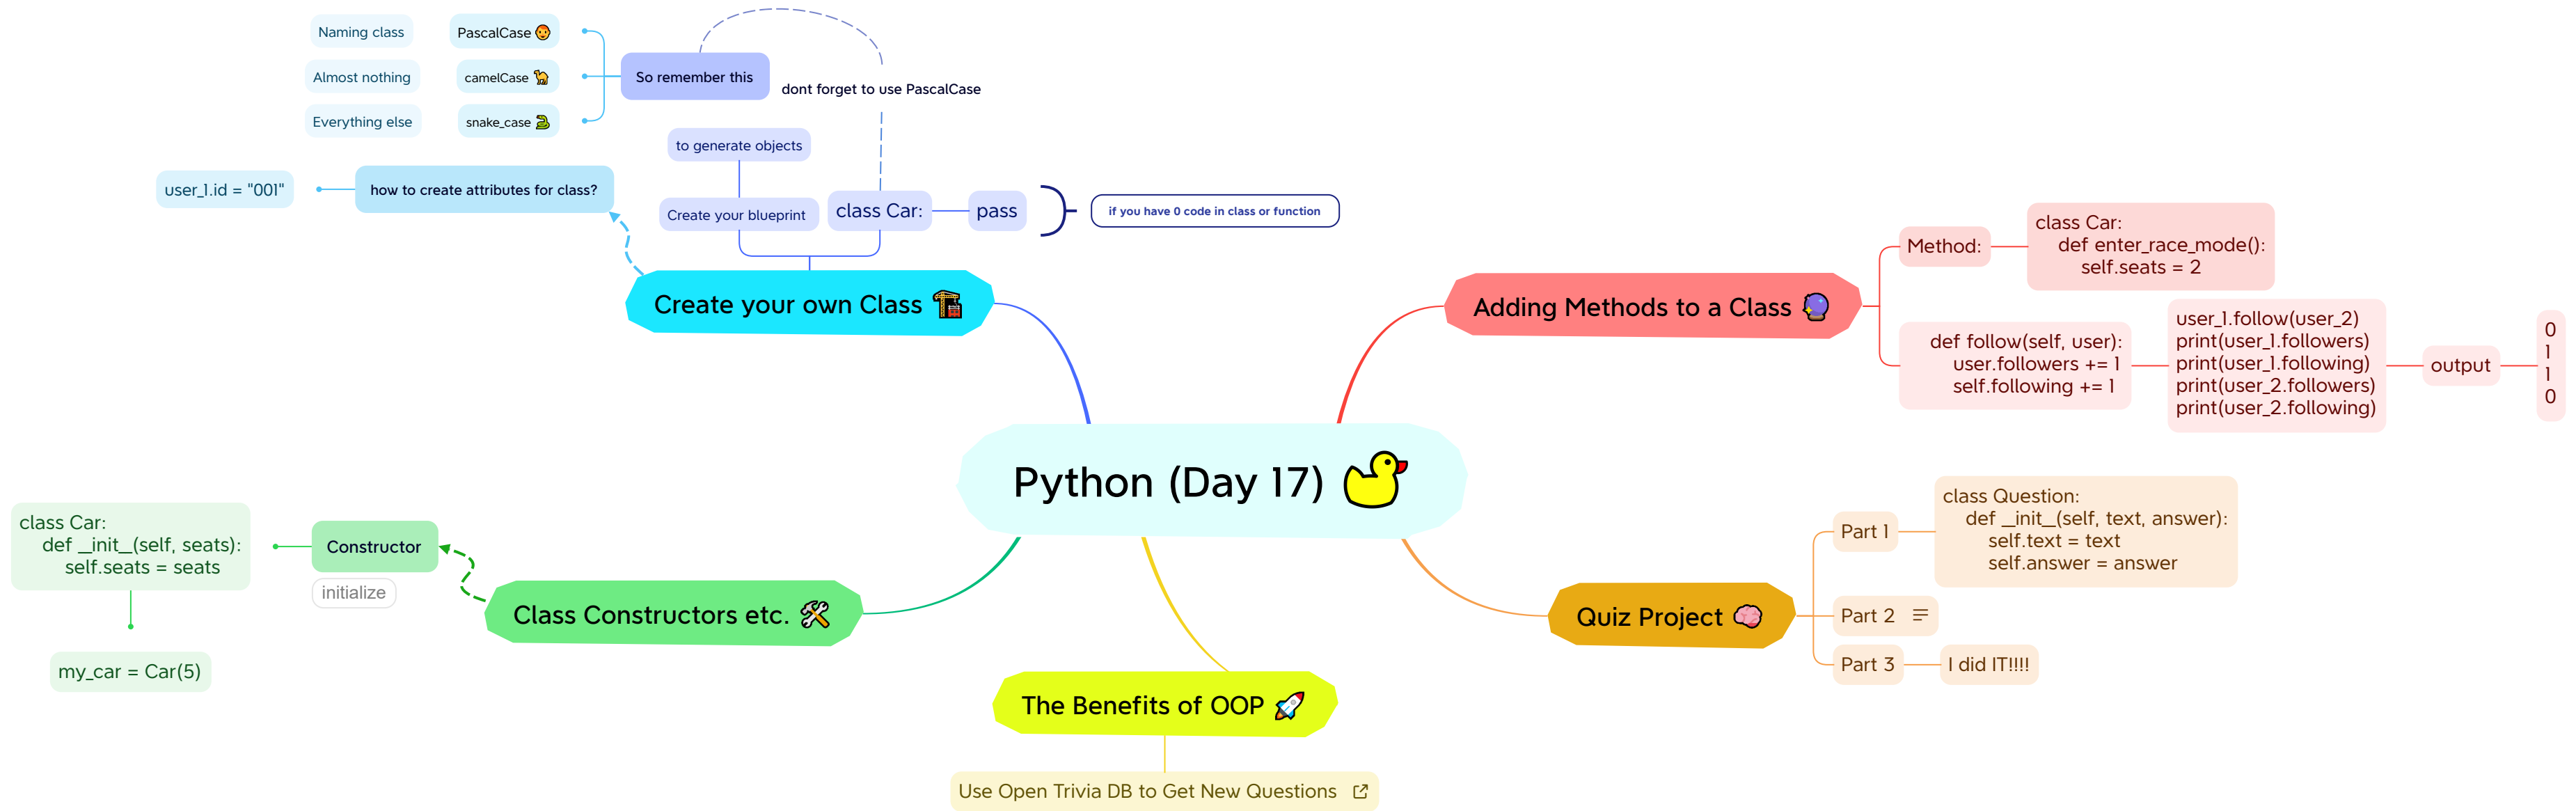 Python (Day 17)
Create your own Class
Create your blueprint
to generate objects
class Car:
pass
if you have 0 code in class or function
dont forget to use PascalCase
So remember this
PascalCase
Naming class
camelCase
Almost nothing
snake_case
Everything else
how to create attributes for class?
user_1.id = "001"
Adding Methods to a Class
Method:
class Car:
def enter_race_mode():
self.seats = 2
def follow(self, user):
user.followers += 1
self.following += 1
user_1.follow(user_2)
print(user_1.followers)
print(user_1.following)
print(user_2.followers)
print(user_2.following)
output
0
1
1
0
Class Constructors etc.
Constructor
initialize
class Car:
def __init__(self, seats):
self.seats = seats
my_car = Car(5)
The Benefits of OOP
Use Open Trivia DB to Get New Questions
Quiz Project
Part 1
class Question:
def __init__(self, text, answer):
self.text = text
self.answer = answer
Part 2
Part 3
I did IT!!!!